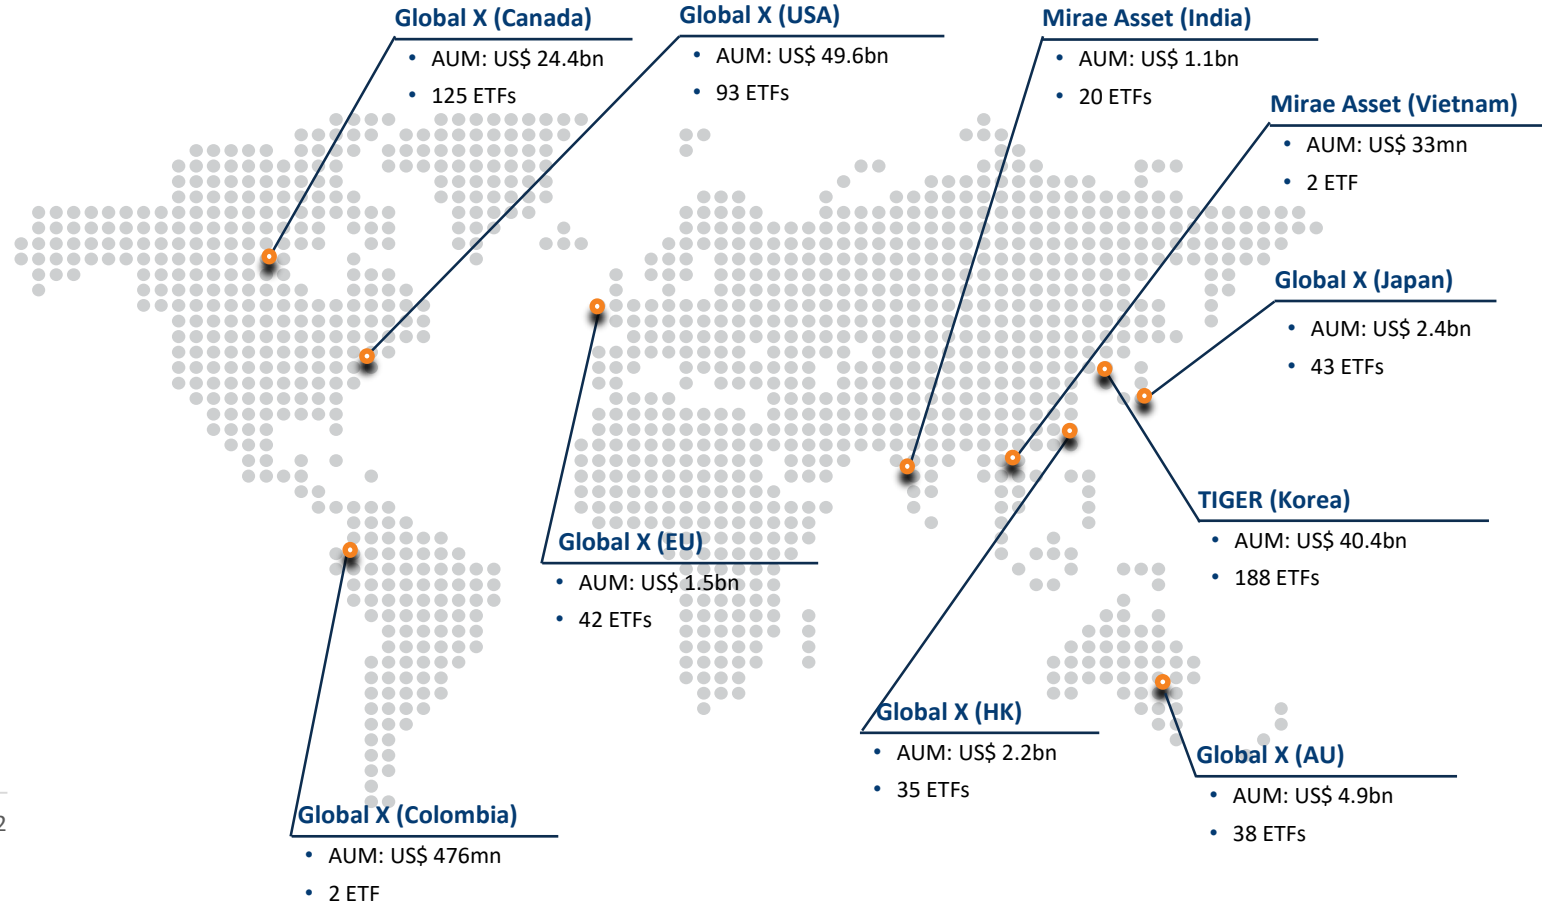 Global X (Canada)
• AUM: US$ 24.4bn
• 125 ETFs
Global X (USA)
• AUM: US$ 49.6bn
• 93 ETFs
Mirae Asset (India)
• AUM: US$ 1.1bn
• 20 ETFs
Mirae Asset (Vietnam)
• AUM: US$ 33mn
• 2 ETF
Global X (Japan)
• AUM: US$ 2.4bn
• 43 ETFs
TIGER (Korea)
• AUM: US$ 40.4bn
• 188 ETFs
Global X (EU)
• AUM: US$ 1.5bn
• 42 ETFs
Global X (HK)
• AUM: US$ 2.2bn
• 35 ETFs
Global X (AU)
• AUM: US$ 4.9bn
• 38 ETFs
Global X (Colombia)
• AUM: US$ 476mn
• 2 ETF
2